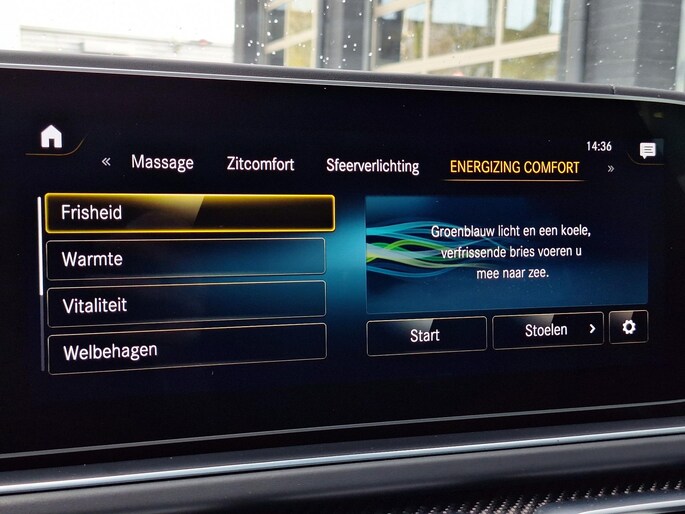 14:36
« Massage Zitcomfort Sfeerverlichting ENERGIZING COMFORT »
Frisheid
Warmte
Vitaliteit
Welbehagen
Groenblauw licht en een koele,
verfrissende bries voeren u
mee naar zee.
Start Stoelen >